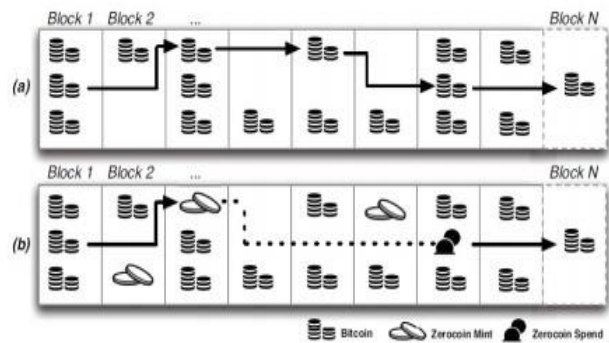 Block 1 Block 2 ... Block N
(a)
Block 1 Block 2 ... Block N
(b)
Bitcoin Zerocoin Mint Zerocoin Spend